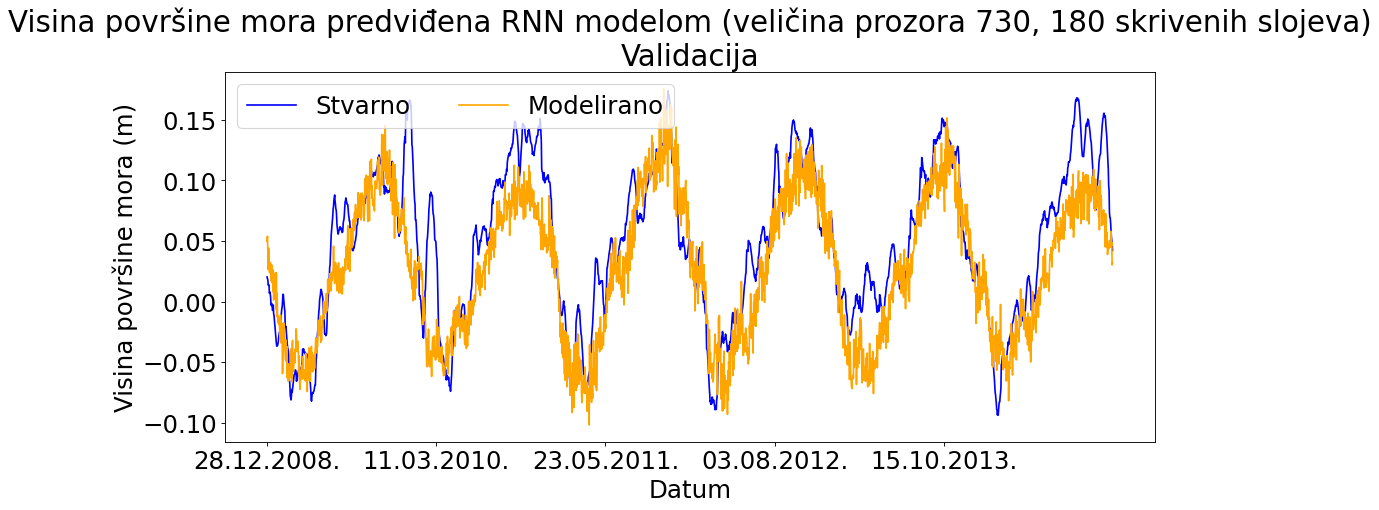 Visina površine mora predviđena RNN modelom (veličina prozora 730, 180 skrivenih slojeva)
Validacija
Stvarno Modelirano
Visina površine mora (m)
0.15
0.10
0.05
0.00
−0.05
−0.10
28.12.2008. 11.03.2010. 23.05.2011. 03.08.2012. 15.10.2013.
Datum